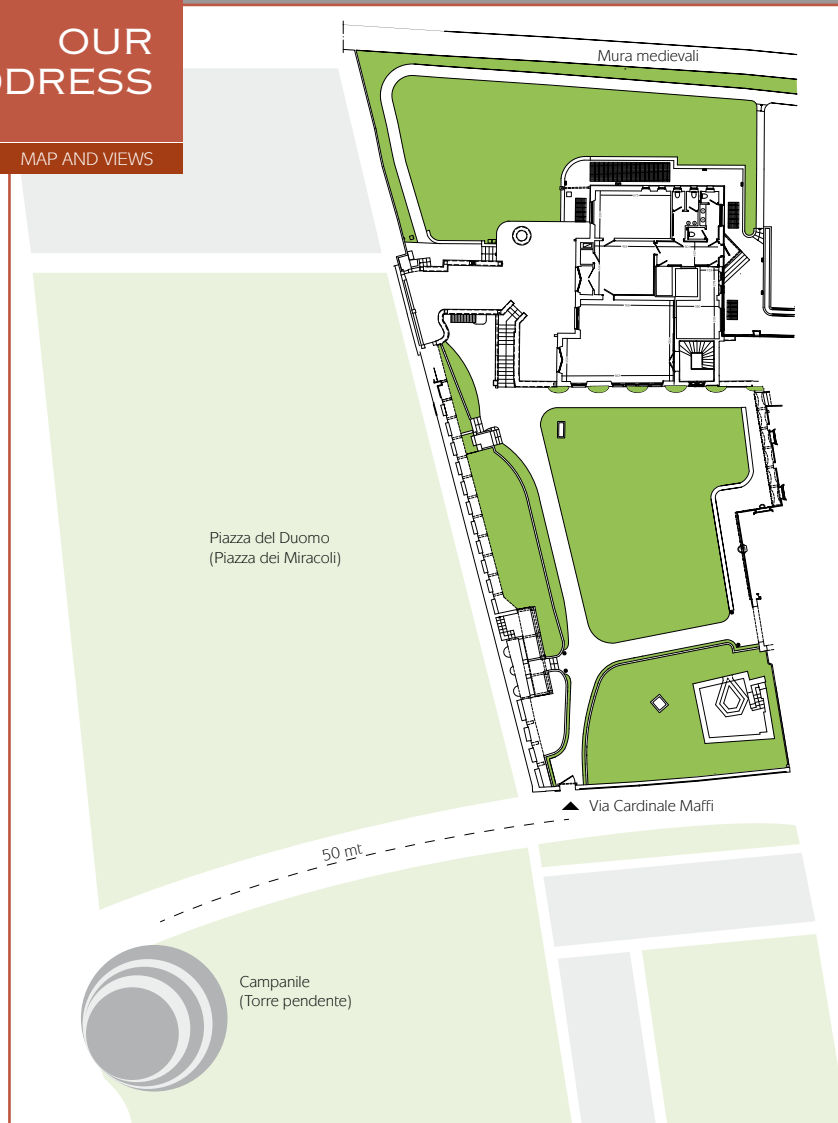 OUR
DDRESS
MAP AND VIEWS
Mura medievali
Piazza del Duomo
(Piazza dei Miracoli)
Via Cardinale Maffi
50 mt
Campanile
(Torre pendente)